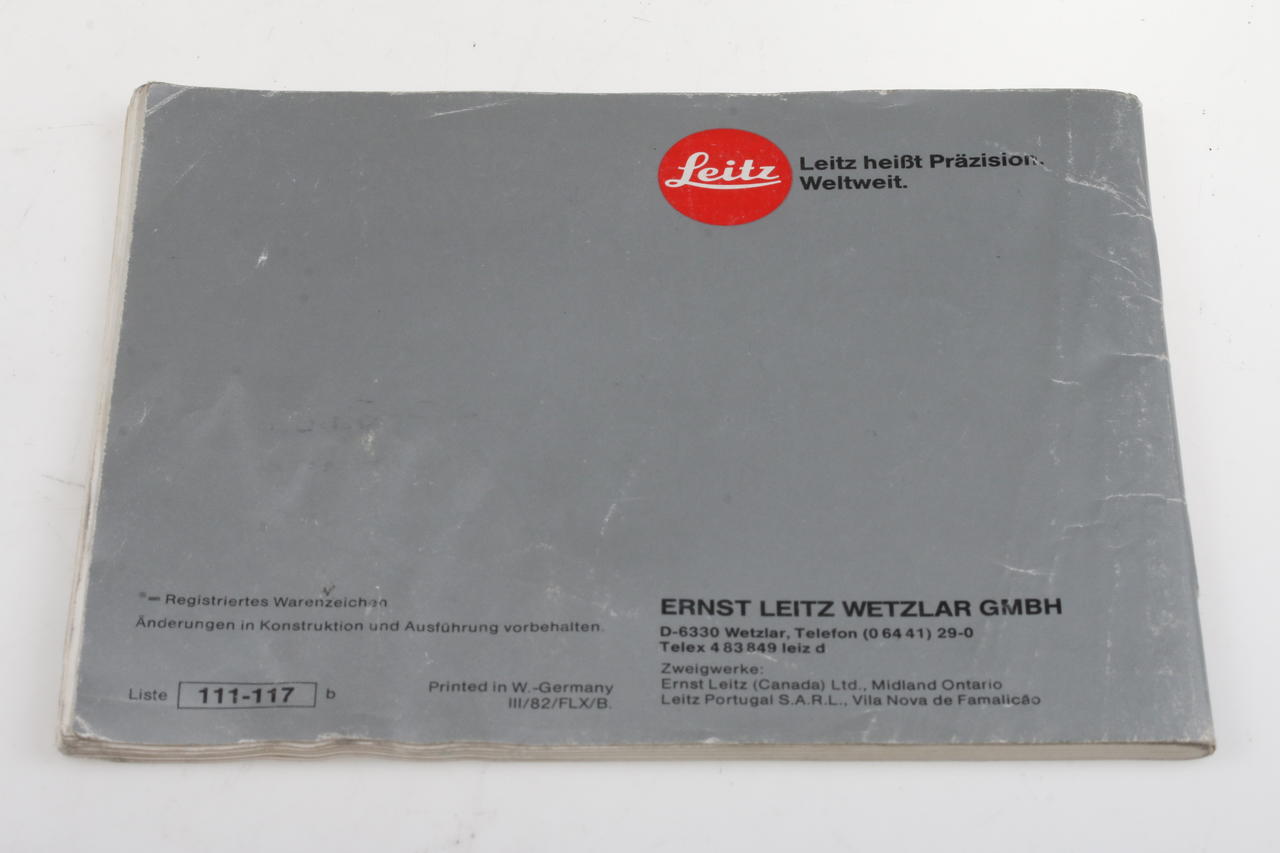 Leitz
Leitz heißt Präzision.
Weltweit.
*= Registriertes Warenzeichen
Änderungen in Konstruktion und Ausführung vorbehalten.
Liste 111-117 b
Printed in W.-Germany
III/82/FLX/B.
ERNST LEITZ WETZLAR GMBH
D-6330 Wetzlar, Telefon (0 64 41) 29-0
Telex 4 83 849 leiz d
Zweigwerke:
Ernst Leitz (Canada) Ltd., Midland Ontario
Leitz Portugal S.A.R.L., Vila Nova de Famalicão